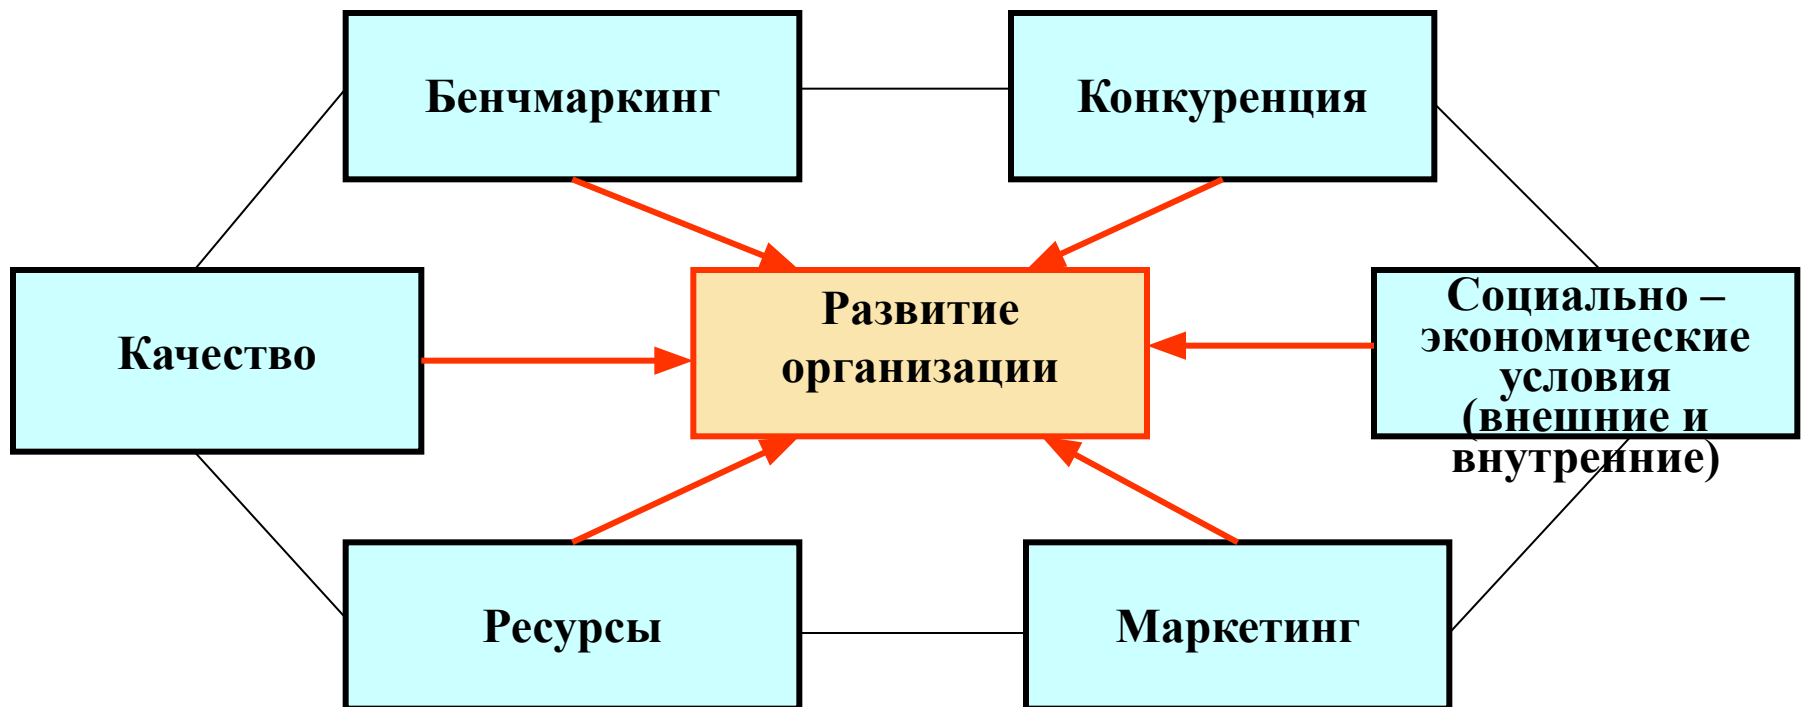 Бенчмаркинг
Конкуренция
Качество
Развитие
организации
Социально –
экономические
условия
(внешние и
внутренние)
Ресурсы
Маркетинг